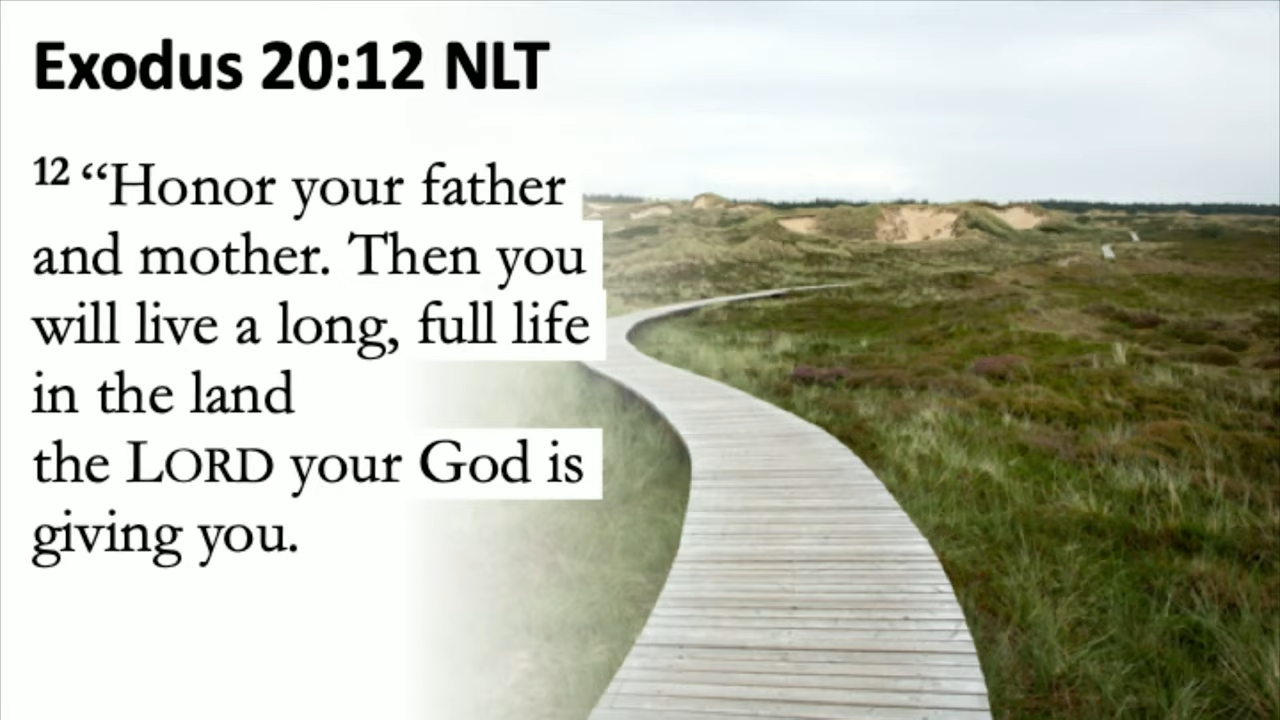 Exodus 20:12 NLT
12 “Honor your father
and mother. Then you
will live a long, full life
in the land
the LORD your God is
giving you.